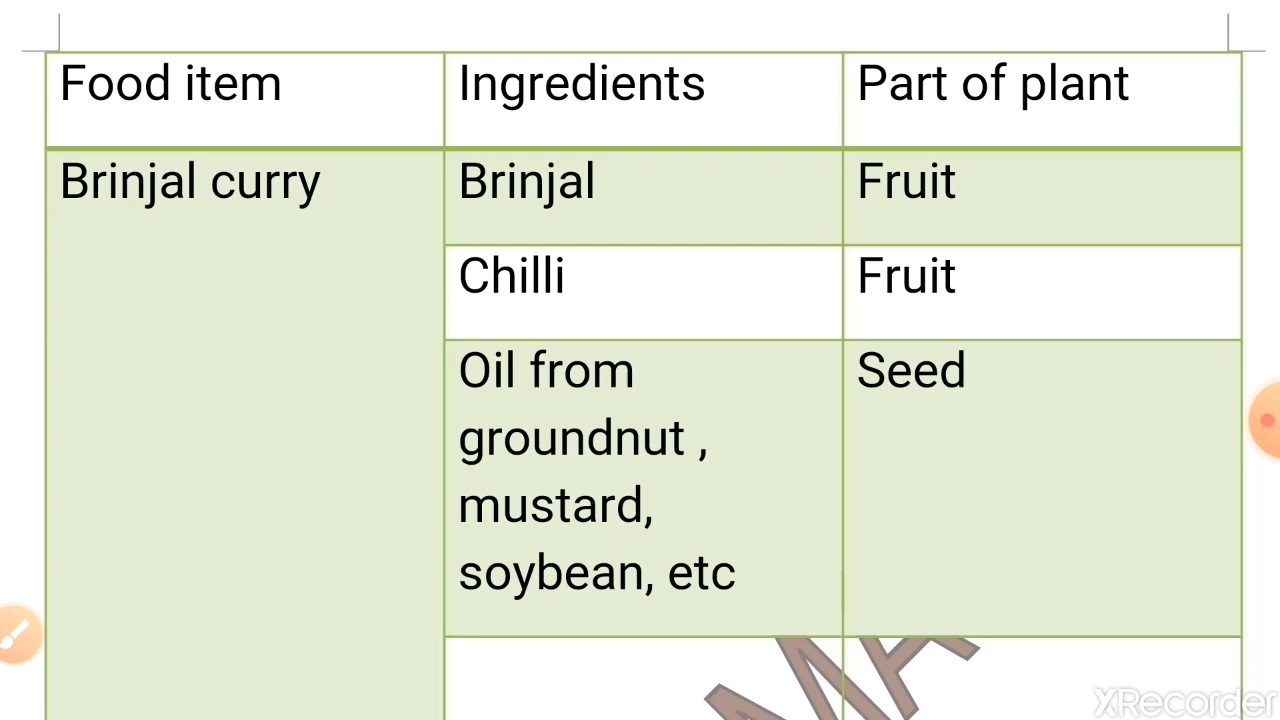 Food item Ingredients Part of plant
Brinjal curry Brinjal Fruit
Chilli Fruit
Oil from Seed
groundnut ,
mustard,
soybean, etc
MA
XRecorder